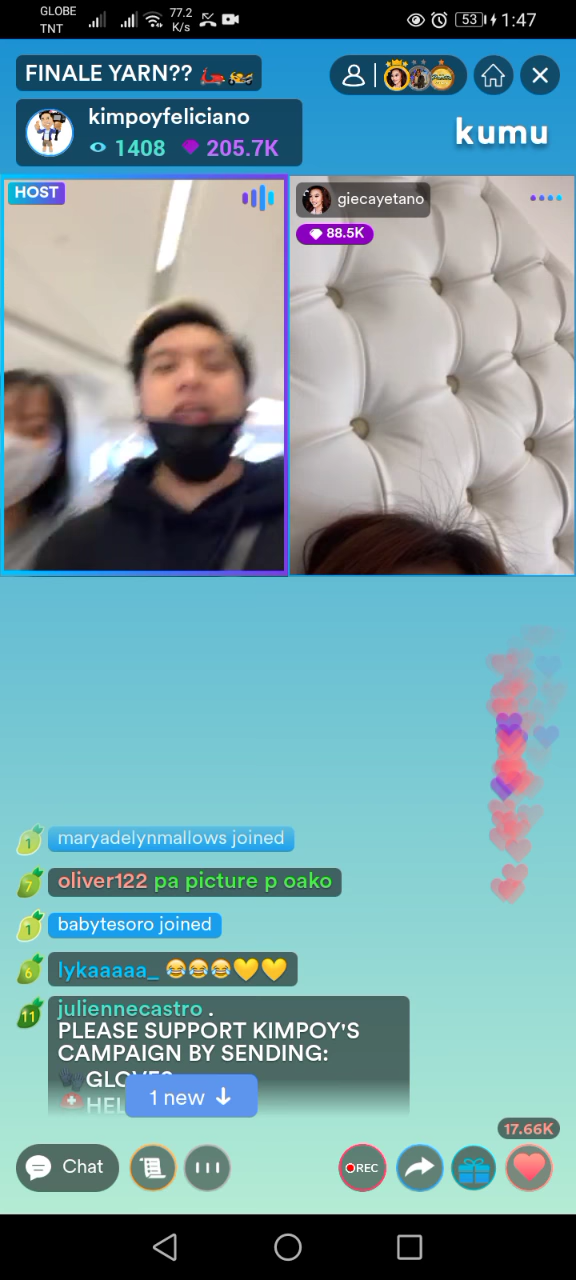 GLOBE
TNT
77.2
K/s
53
1:47
FINALE YARN??
kimpoyfeliciano
1408
205.7K
kumu
HOST
giecayetano
88.5K
1 maryadelynmallows joined
7 oliver122 pa picture p oako
1 babytesoro joined
6 lykaaaaa_ 😂😂😂💛💛
11 juliennecastro .
PLEASE SUPPORT KIMPOY'S
CAMPAIGN BY SENDING:
🧤GLOVES
⛑HEL
1 new ↓
17.66K
Chat
REC